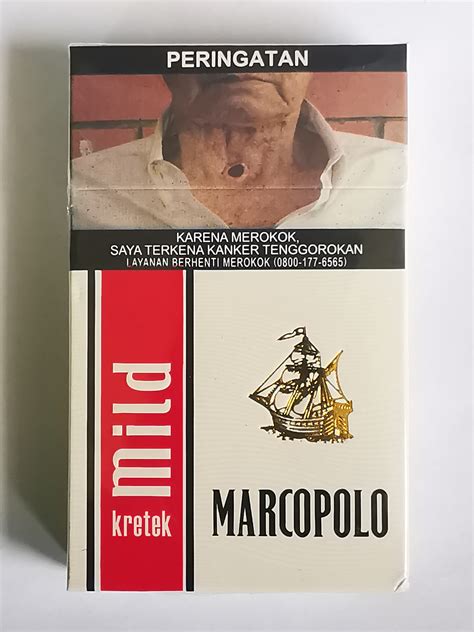 PERINGATAN
KARENA MEROKOK,
SAYA TERKENA KANKER TENGGOROKAN
LAYANAN BERHENTI MEROKOK (0800-177-6565)
kretek mild
MARCOPOLO